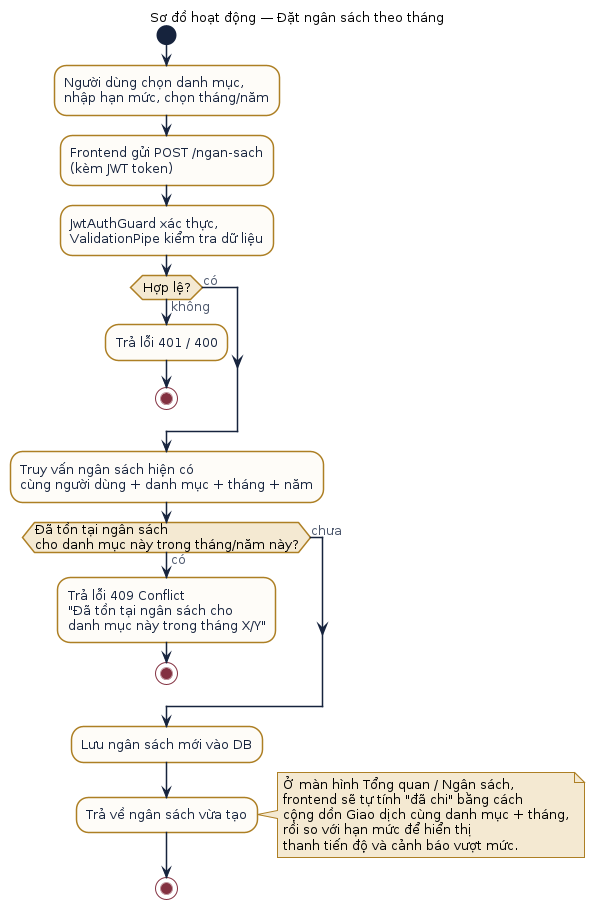 Sơ đồ hoạt động — Đặt ngân sách theo tháng
Người dùng chọn danh mục,
nhập hạn mức, chọn tháng/năm
Frontend gửi POST /ngan-sach
(kèm JWT token)
JwtAuthGuard xác thực,
ValidationPipe kiểm tra dữ liệu
Hợp lệ?
có
không
Trả lỗi 401 / 400
Truy vấn ngân sách hiện có
cùng người dùng + danh mục + tháng + năm
Đã tồn tại ngân sách
cho danh mục này trong tháng/năm này?
chưa
có
Trả lỗi 409 Conflict
"Đã tồn tại ngân sách cho
danh mục này trong tháng X/Y"
Lưu ngân sách mới vào DB
Trả về ngân sách vừa tạo
Ở màn hình Tổng quan / Ngân sách,
frontend sẽ tự tính "đã chi" bằng cách
cộng dồn Giao dịch cùng danh mục + tháng,
rồi so với hạn mức để hiển thị
thanh tiến độ và cảnh báo vượt mức.